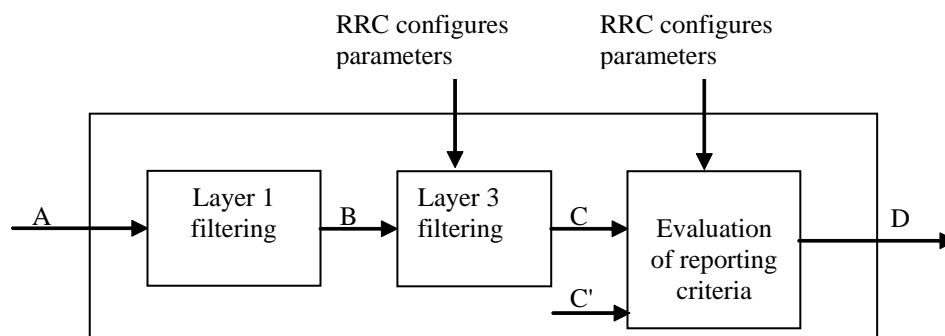 RRC configures
parameters
RRC configures
parameters
A
Layer 1
filtering
B
Layer 3
filtering
C
C'
Evaluation
of reporting
criteria
D